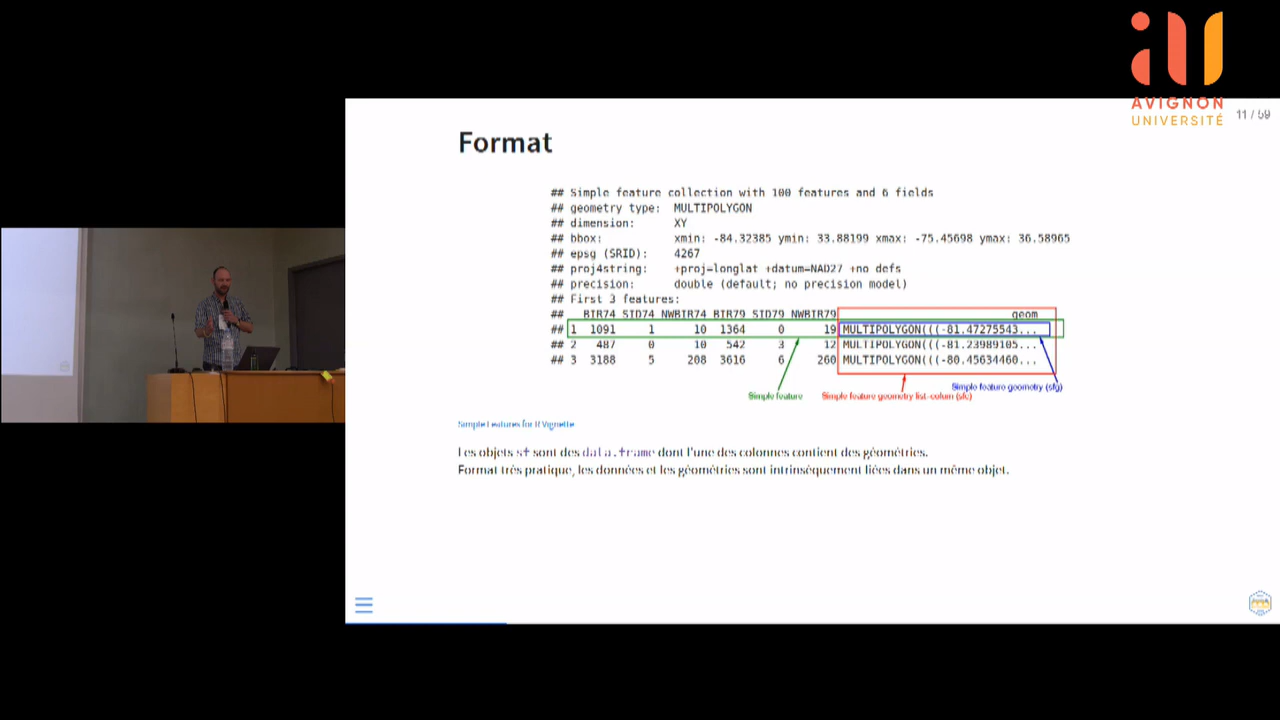 AVIGNON
UNIVERSITÉ
11 / 59
Format
## Simple feature collection with 100 features and 6 fields
## geometry type:  MULTIPOLYGON
## dimension:      XY
## bbox:           xmin: -84.32385 ymin: 33.88199 xmax: -75.45698 ymax: 36.58965
## epsg (SRID):    4267
## proj4string:    +proj=longlat +datum=NAD27 +no_defs
## precision:      double (default; no precision model)
## First 3 features:
##   BIR74 SID74 NWBIR74 BIR79 SID79 NWBIR79 geom
## 1  1091     1      10  1364     0      19 MULTIPOLYGON(((-81.47275543...
## 2   487     0      10   542     3      12 MULTIPOLYGON(((-81.23989105...
## 3  3188     5     208  3616     6     260 MULTIPOLYGON(((-80.45634460...
Simple feature geometry (sfg)
Simple feature
Simple feature geometry list-colum (sfc)
Simple Features for R Vignette
Les objets sf sont des data.frame dont l'une des colonnes contient des géométries.
Format très pratique, les données et les géométries sont intrinsèquement liées dans un même objet.